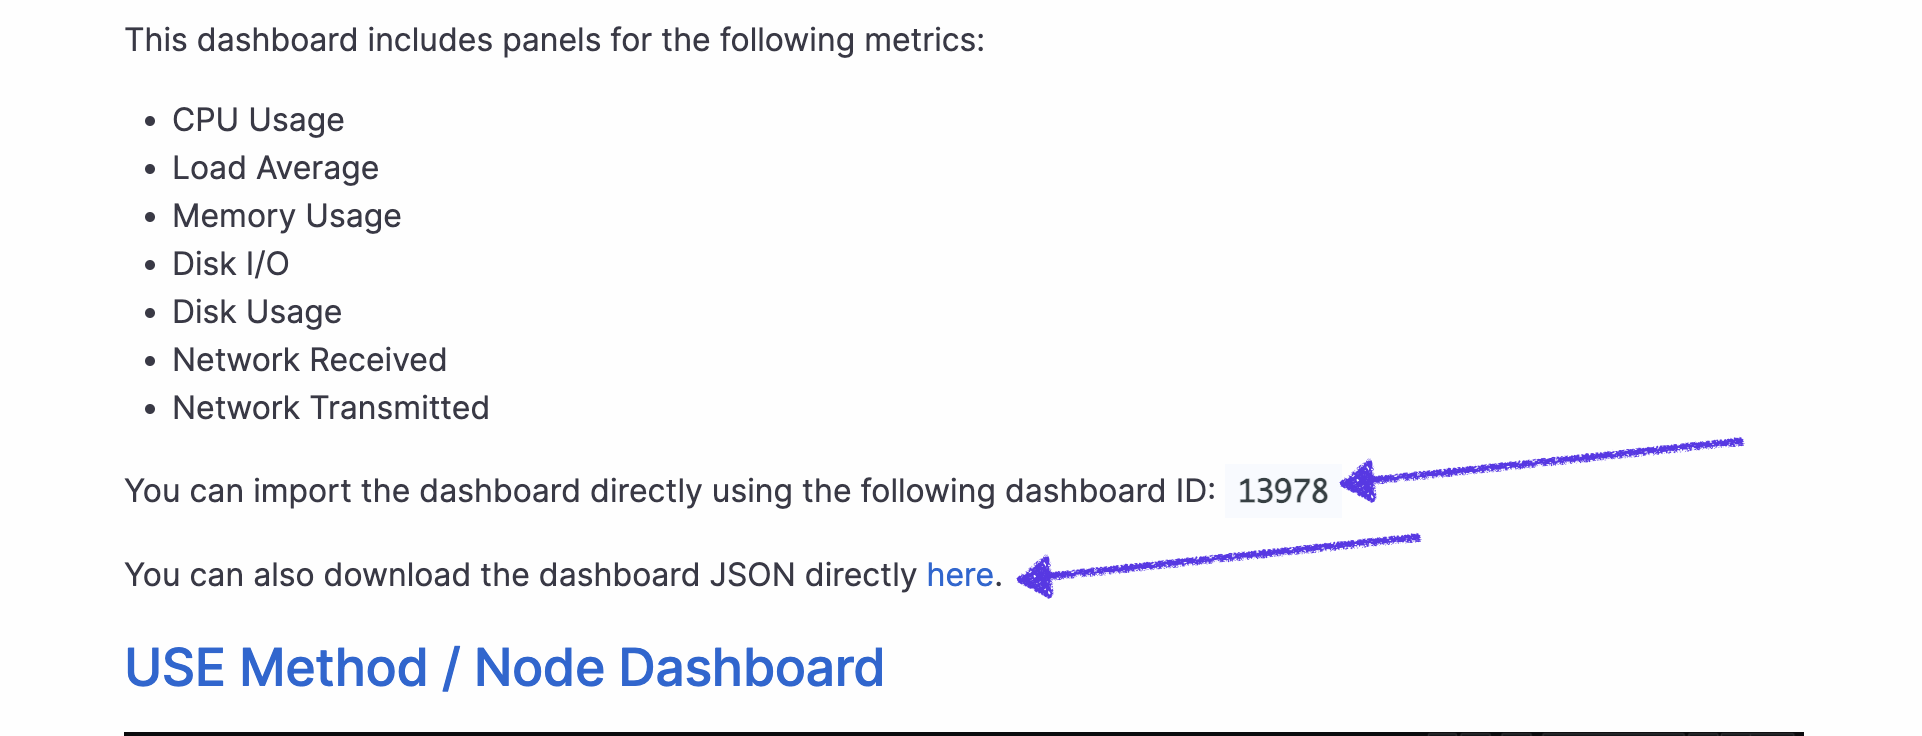 This dashboard includes panels for the following metrics:
• CPU Usage
• Load Average
• Memory Usage
• Disk I/O
• Disk Usage
• Network Received
• Network Transmitted
You can import the dashboard directly using the following dashboard ID: 13978
You can also download the dashboard JSON directly here.
USE Method / Node Dashboard